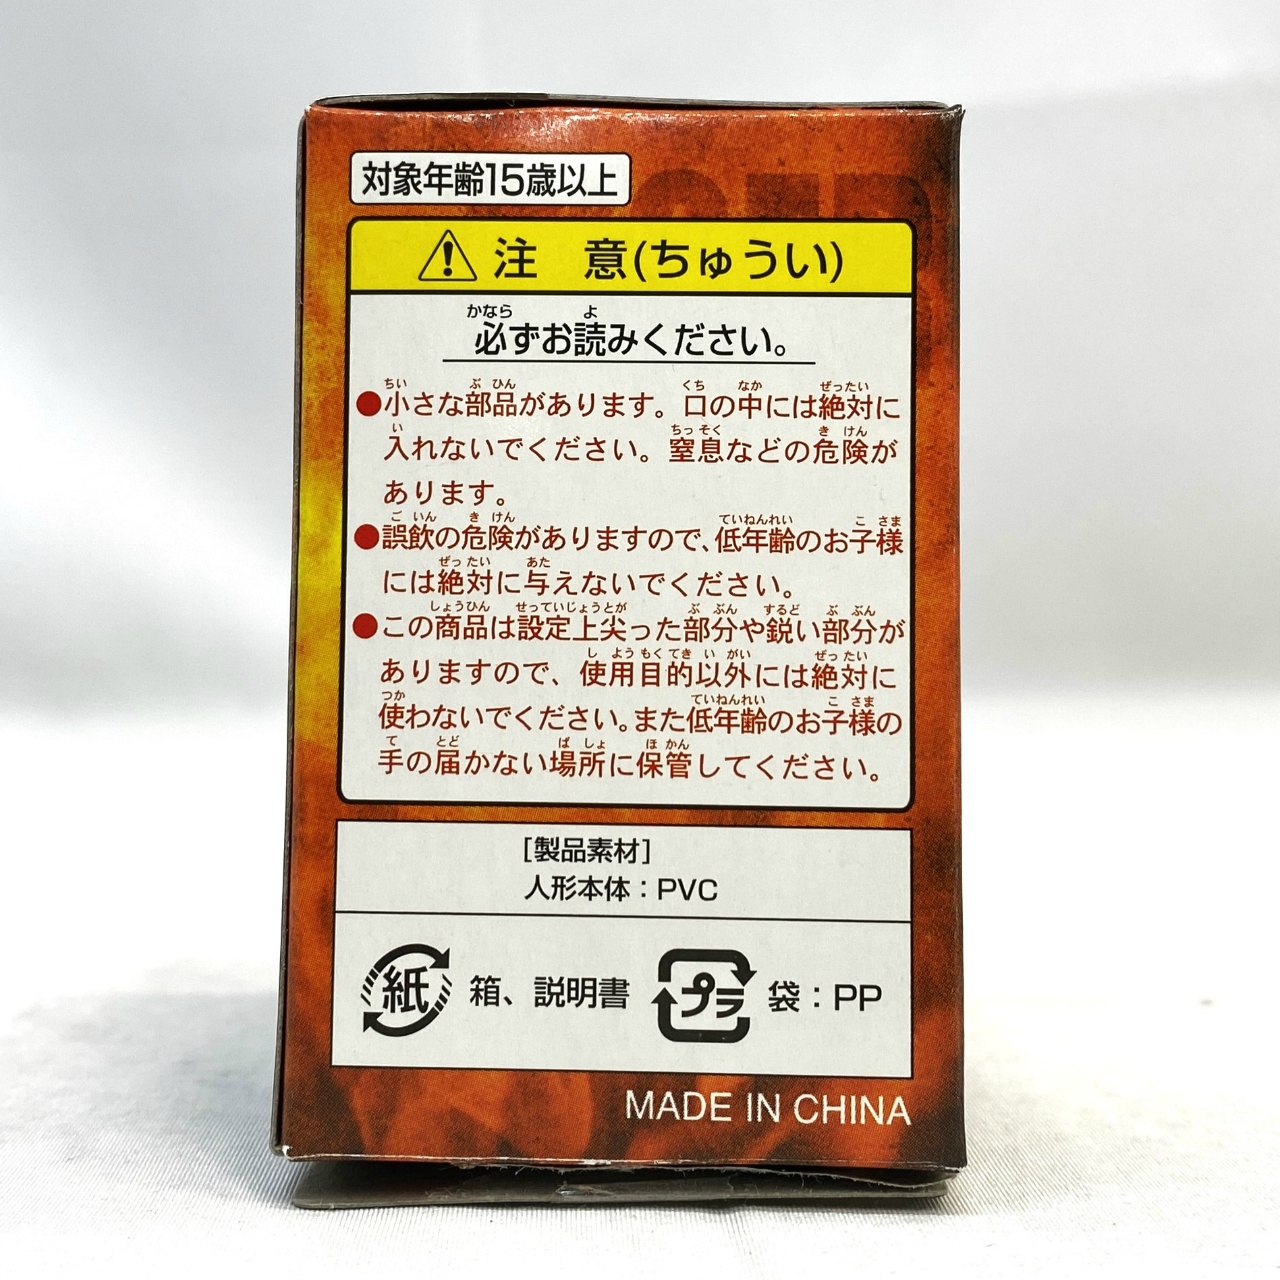 対象年齢15歳以上
注 意(ちゅうい)
かなら よ
必ずお読みください。
ちい ぶ ひん くち なか ぜったい
●小さな部品があります。口の中には絶対に
い ちっ そく き けん
入れないでください。窒息などの危険が
あります。
ご いん き けん ていねんれい こ さま
●誤飲の危険がありますので、低年齢のお子様
ぜっ たい あた
には絶対に与えないでください。
しょうひん せっていじょうとが ぶ ぶん するど ぶ ぶん
●この商品は設定上尖った部分や鋭い部分が
し よう もく てき い がい ぜっ たい
ありますので、使用目的以外には絶対に
つか ていねんれい こ さま
使わないでください。また低年齢のお子様の
て とど ば しょ ほ かん
手の届かない場所に保管してください。
[製品素材]
人形本体：PVC
紙 箱、説明書 プラ 袋：PP
MADE IN CHINA